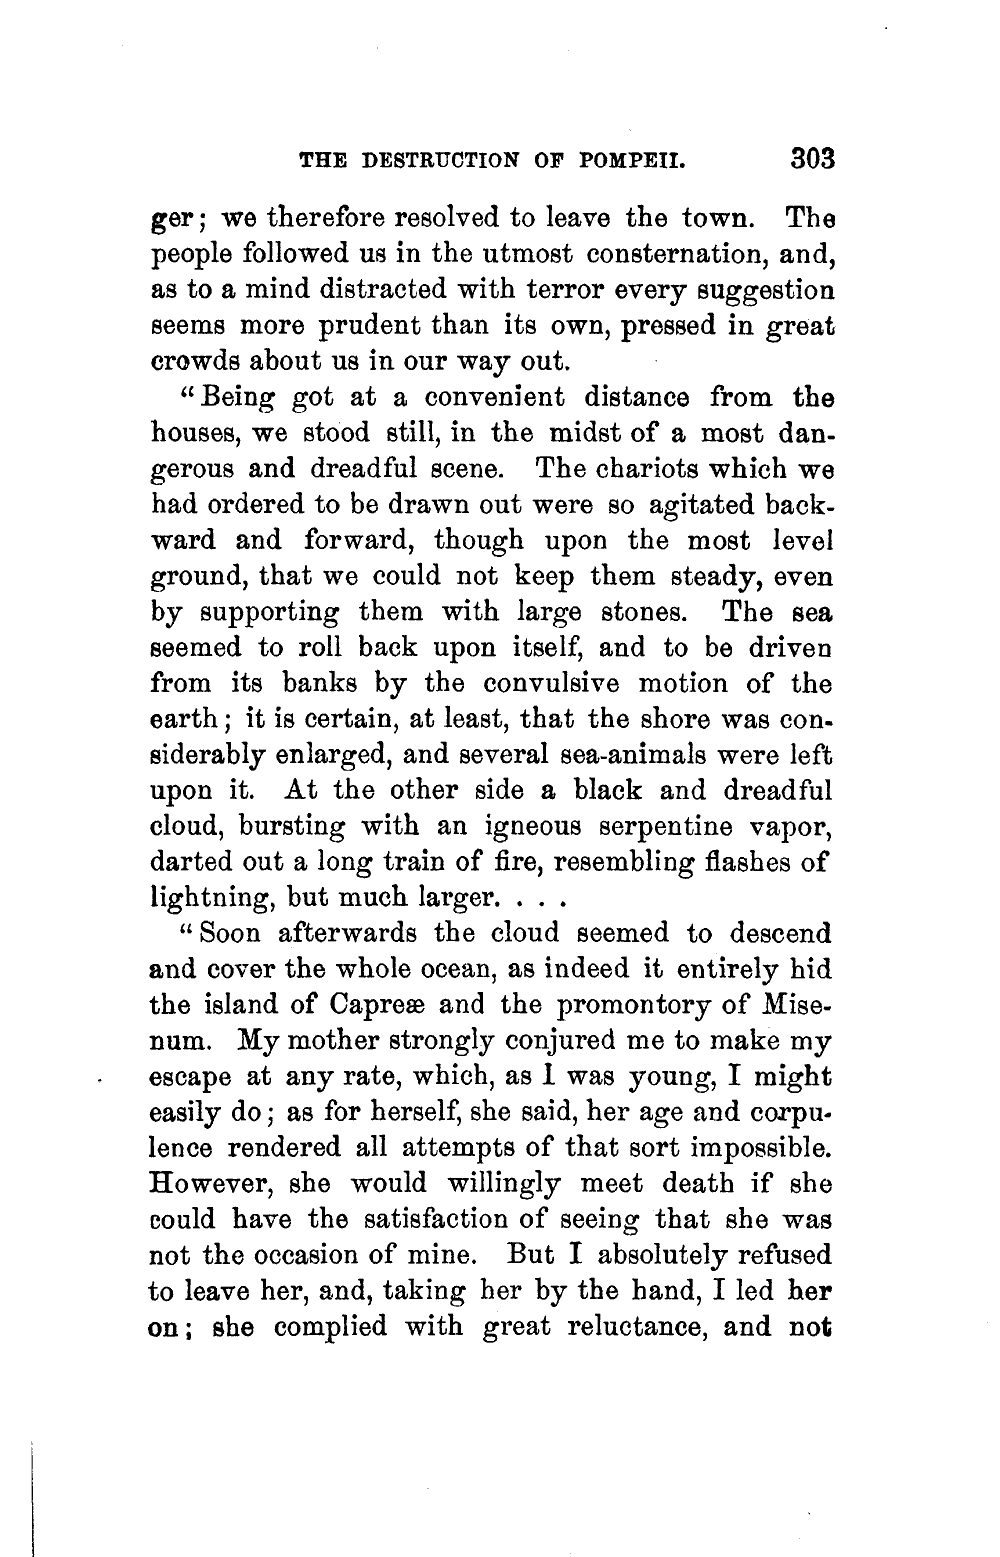 THE DESTRUCTION OF POMPEII. 303
ger; we therefore resolved to leave the town. The
people followed us in the utmost consternation, and,
as to a mind distracted with terror every suggestion
seems more prudent than its own, pressed in great
crowds about us in our way out.
“Being got at a convenient distance from the
houses, we stood still, in the midst of a most dan-
gerous and dreadful scene. The chariots which we
had ordered to be drawn out were so agitated back-
ward and forward, though upon the most level
ground, that we could not keep them steady, even
by supporting them with large stones. The sea
seemed to roll back upon itself, and to be driven
from its banks by the convulsive motion of the
earth; it is certain, at least, that the shore was con-
siderably enlarged, and several sea-animals were left
upon it. At the other side a black and dreadful
cloud, bursting with an igneous serpentine vapor,
darted out a long train of fire, resembling flashes of
lightning, but much larger. . . .
“Soon afterwards the cloud seemed to descend
and cover the whole ocean, as indeed it entirely hid
the island of Capreæ and the promontory of Mise-
num. My mother strongly conjured me to make my
escape at any rate, which, as I was young, I might
easily do; as for herself, she said, her age and corpu-
lence rendered all attempts of that sort impossible.
However, she would willingly meet death if she
could have the satisfaction of seeing that she was
not the occasion of mine. But I absolutely refused
to leave her, and, taking her by the hand, I led her
on; she complied with great reluctance, and not